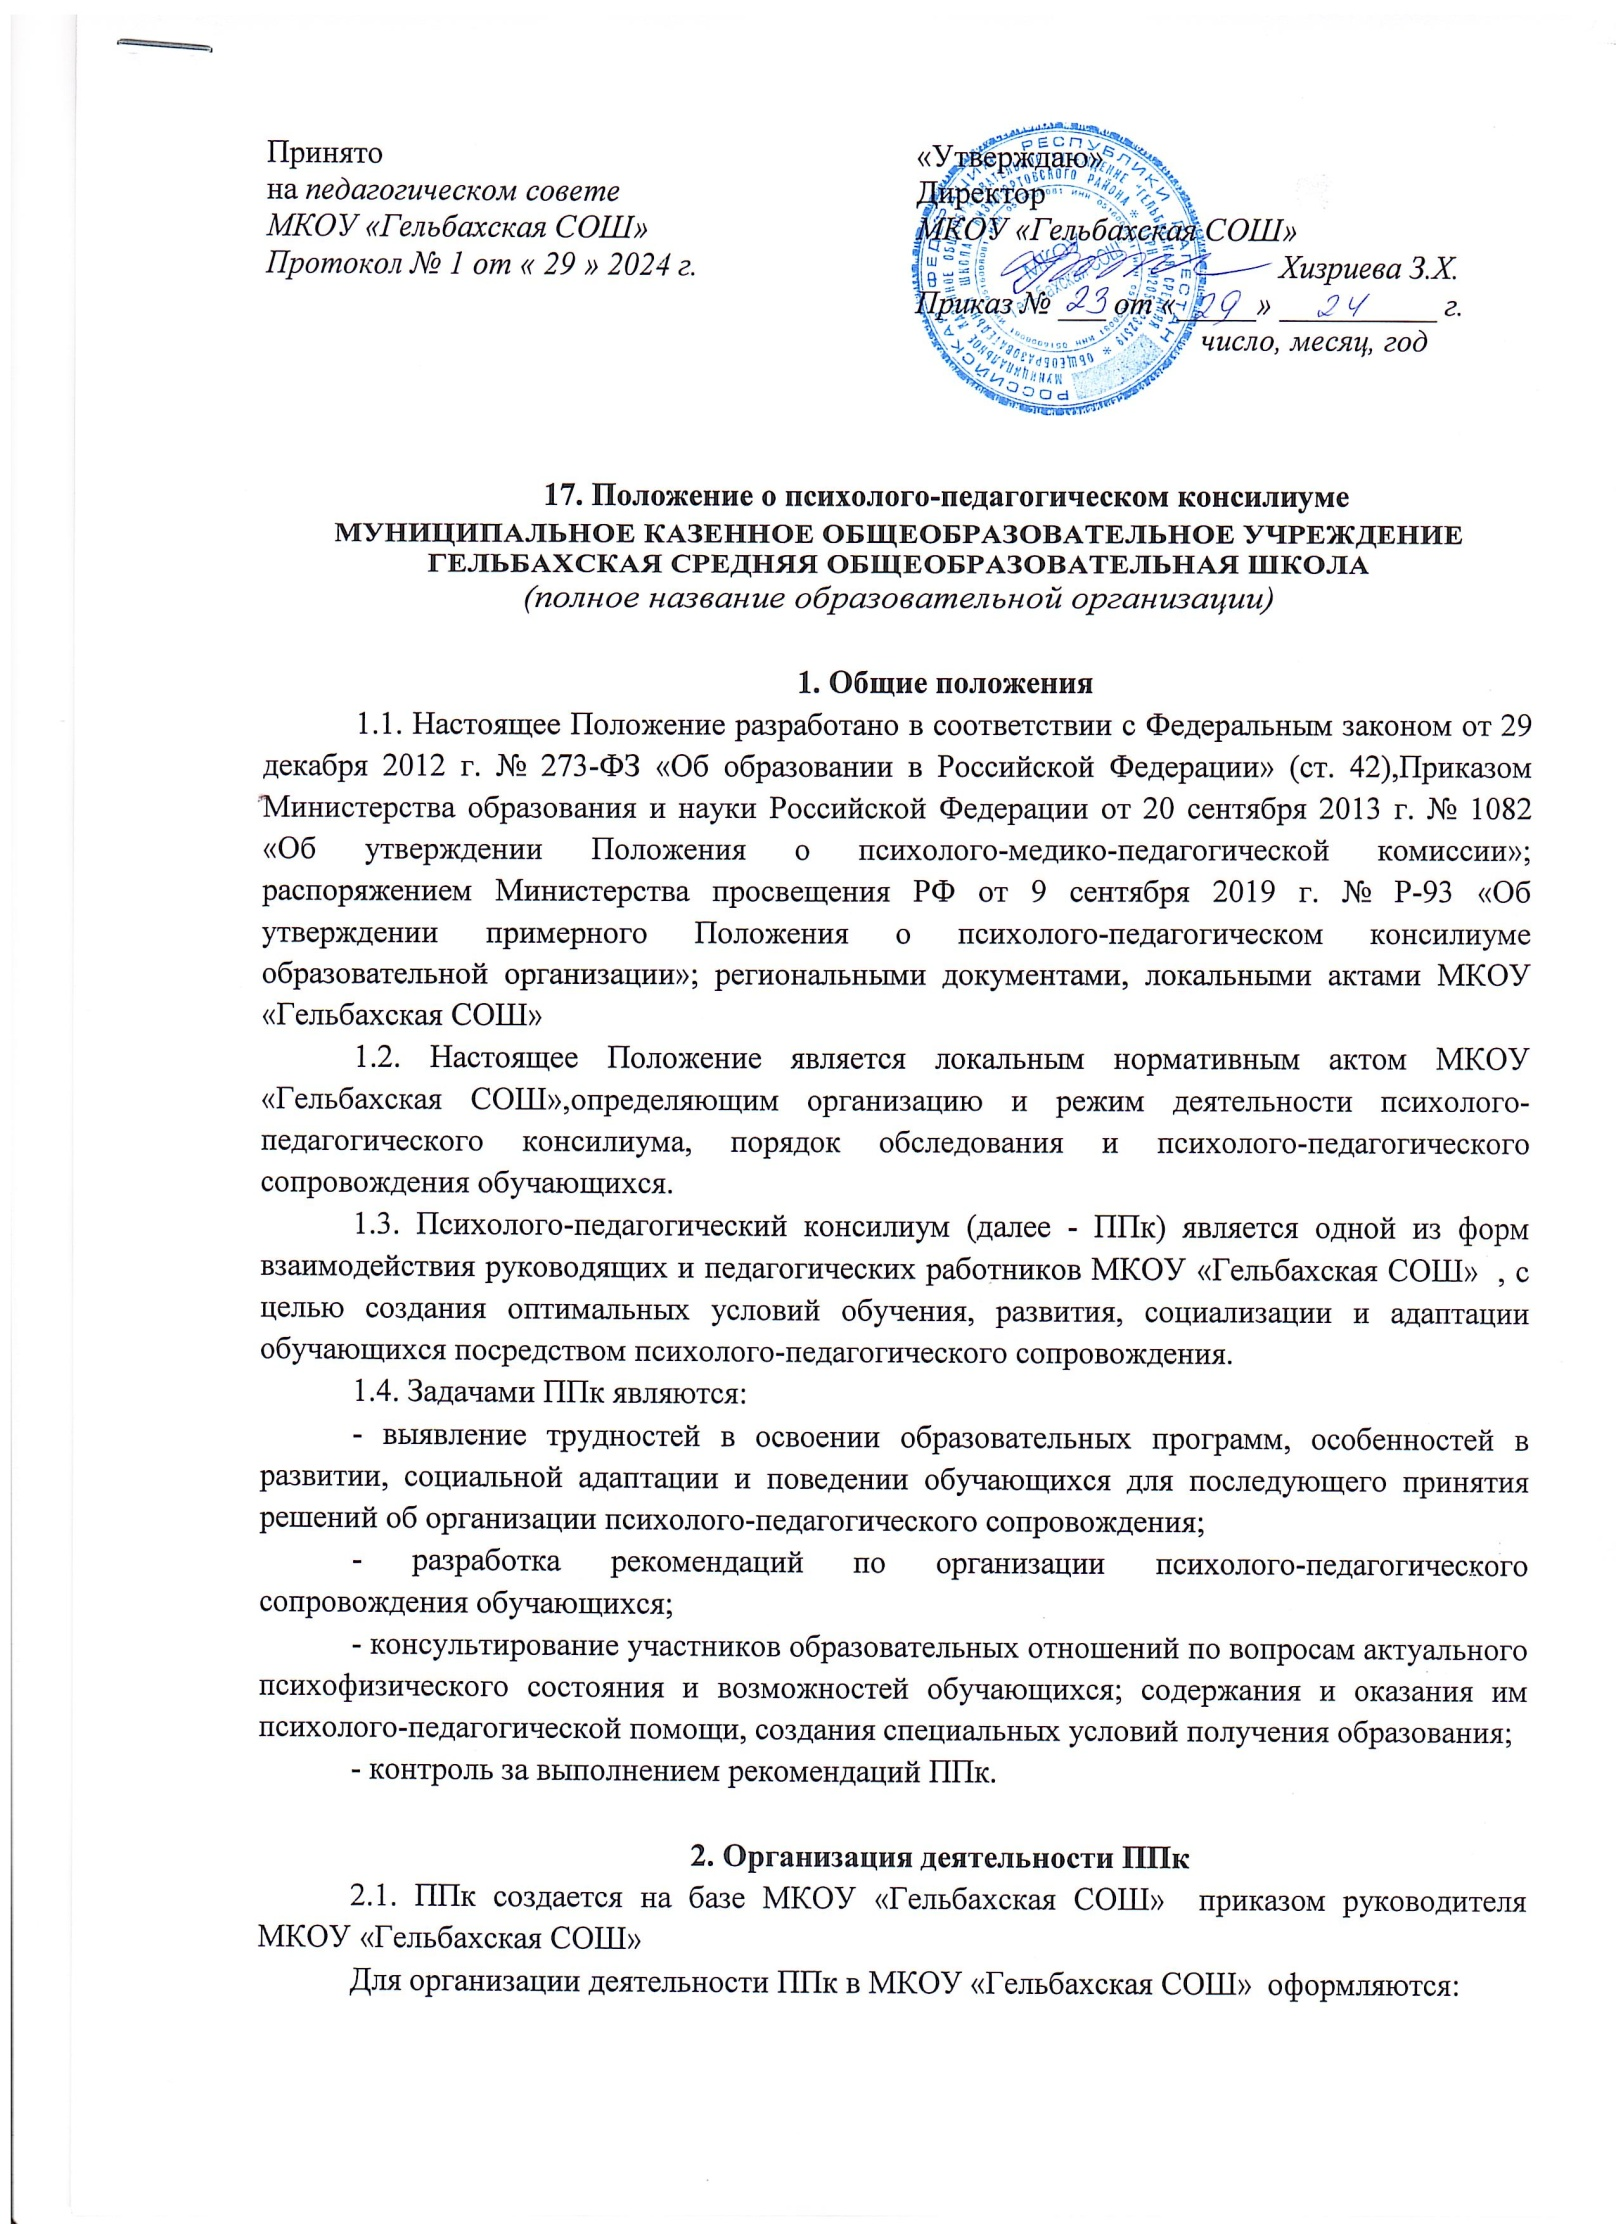 Принято
на педагогическом совете
МКОУ «Гельбахская СОШ»
Протокол № 1 от « 29 » 2024 г.
«Утверждаю»
Директор
МКОУ «Гельбахская СОШ»
Хизриева З.Х.
Приказ № 23 от « 29 » 24 г.
число, месяц, год
17. Положение о психолого-педагогическом консилиуме
МУНИЦИПАЛЬНОЕ КАЗЕННОЕ ОБЩЕОБРАЗОВАТЕЛЬНОЕ УЧРЕЖДЕНИЕ
ГЕЛЬБАХСКАЯ СРЕДНЯЯ ОБЩЕОБРАЗОВАТЕЛЬНАЯ ШКОЛА
(полное название образовательной организации)
1. Общие положения
1.1. Настоящее Положение разработано в соответствии с Федеральным законом от 29
декабря 2012 г. № 273-ФЗ «Об образовании в Российской Федерации» (ст. 42),Приказом
Министерства образования и науки Российской Федерации от 20 сентября 2013 г. № 1082
«Об утверждении Положения о психолого-медико-педагогической комиссии»;
распоряжением Министерства просвещения РФ от 9 сентября 2019 г. № Р-93 «Об
утверждении примерного Положения о психолого-педагогическом консилиуме
образовательной организации»; региональными документами, локальными актами МКОУ
«Гельбахская СОШ»
1.2. Настоящее Положение является локальным нормативным актом МКОУ
«Гельбахская СОШ»,определяющим организацию и режим деятельности психолого-
педагогического консилиума, порядок обследования и психолого-педагогического
сопровождения обучающихся.
1.3. Психолого-педагогический консилиум (далее - ППк) является одной из форм
взаимодействия руководящих и педагогических работников МКОУ «Гельбахская СОШ» , с
целью создания оптимальных условий обучения, развития, социализации и адаптации
обучающихся посредством психолого-педагогического сопровождения.
1.4. Задачами ППк являются:
- выявление трудностей в освоении образовательных программ, особенностей в
развитии, социальной адаптации и поведении обучающихся для последующего принятия
решений об организации психолого-педагогического сопровождения;
- разработка рекомендаций по организации психолого-педагогического
сопровождения обучающихся;
- консультирование участников образовательных отношений по вопросам актуального
психофизического состояния и возможностей обучающихся; содержания и оказания им
психолого-педагогической помощи, создания специальных условий получения образования;
- контроль за выполнением рекомендаций ППк.
2. Организация деятельности ППк
2.1. ППк создается на базе МКОУ «Гельбахская СОШ» приказом руководителя
МКОУ «Гельбахская СОШ»
Для организации деятельности ППк в МКОУ «Гельбахская СОШ» оформляются: